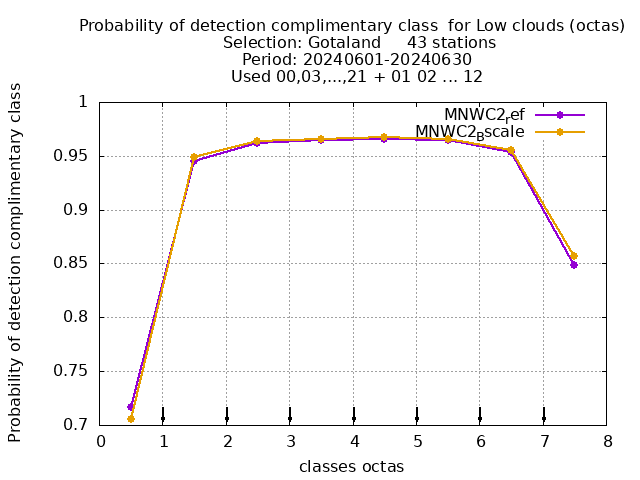 Probability of detection complimentary class  for Low clouds (octas)
Selection: Gotaland     43 stations
Period: 20240601-20240630
Used 00,03,...,21 + 01 02 ... 12
Probability of detection complimentary class
MNWC2_ref
MNWC2_Bscale
1
0.95
0.9
0.85
0.8
0.75
0.7
0 1 2 3 4 5 6 7 8
classes octas